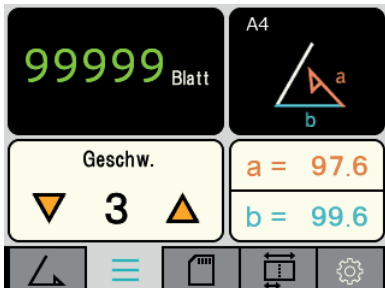 99999 Blatt
A4
a
b
Geschw.
3
a = 97.6
b = 99.6